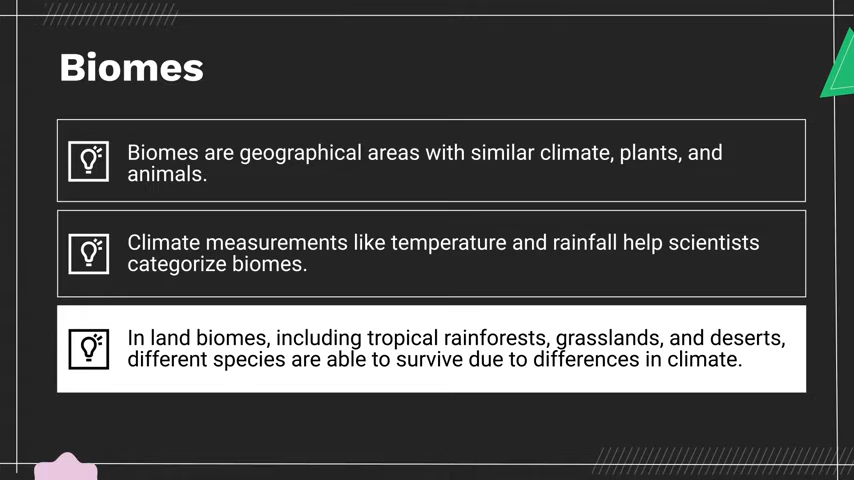 Biomes
Biomes are geographical areas with similar climate, plants, and
animals.
Climate measurements like temperature and rainfall help scientists
categorize biomes.
In land biomes, including tropical rainforests, grasslands, and deserts,
different species are able to survive due to differences in climate.